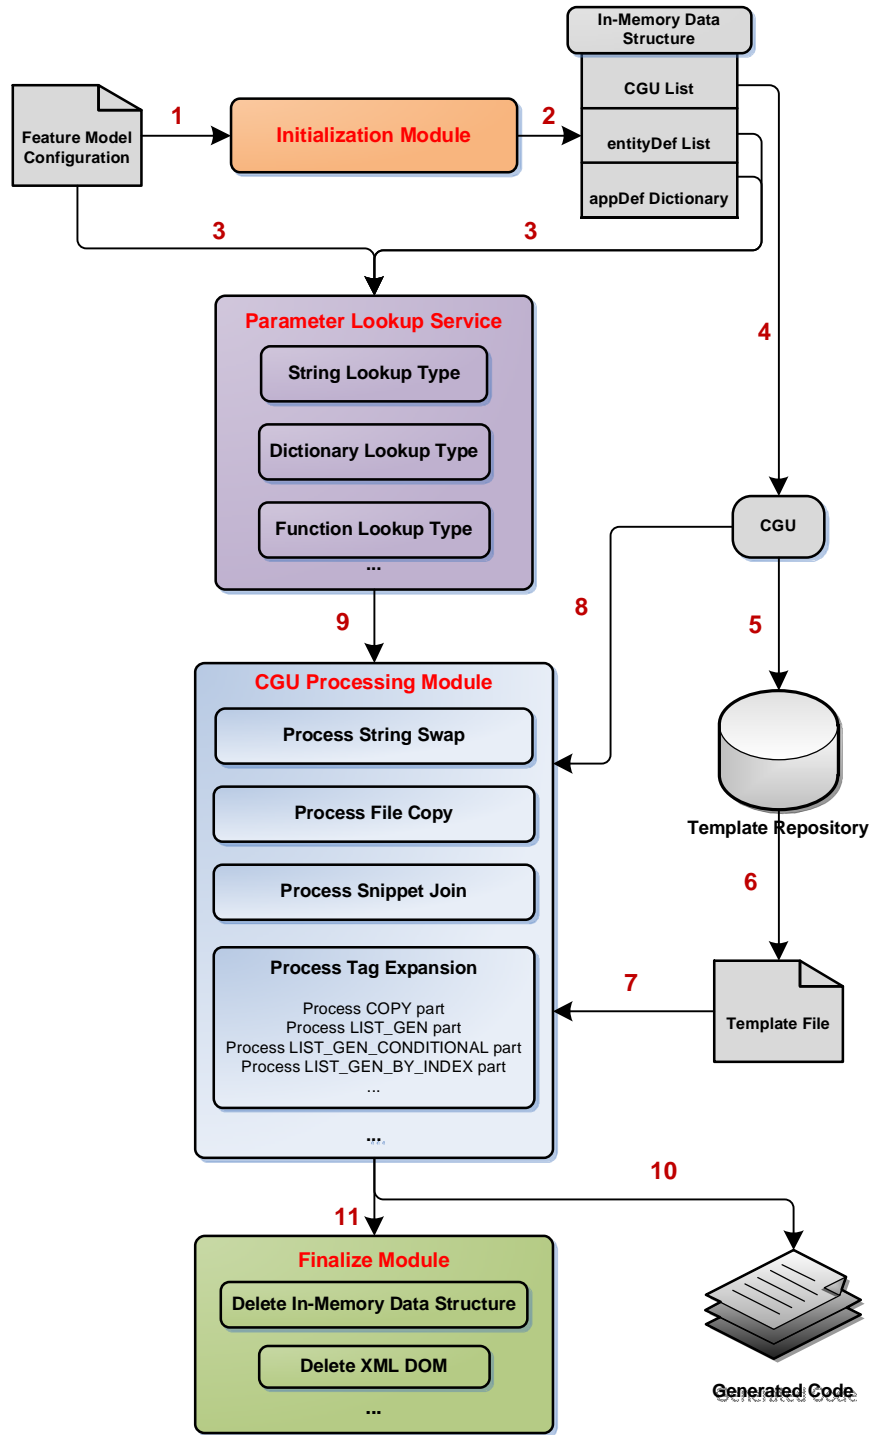 In-Memory Data
Structure
CGU List
entityDef List
appDef Dictionary
Feature Model
Configuration
1
Initialization Module
2
3
3
4
Parameter Lookup Service
String Lookup Type
Dictionary Lookup Type
Function Lookup Type
...
CGU
8
5
9
CGU Processing Module
Process String Swap
Process File Copy
Process Snippet Join
Process Tag Expansion
Process COPY part
Process LIST_GEN part
Process LIST_GEN_CONDITIONAL part
Process LIST_GEN_BY_INDEX part
...
...
Template Repository
6
7
Template File
10
11
Finalize Module
Delete In-Memory Data Structure
Delete XML DOM
...
Generated Code